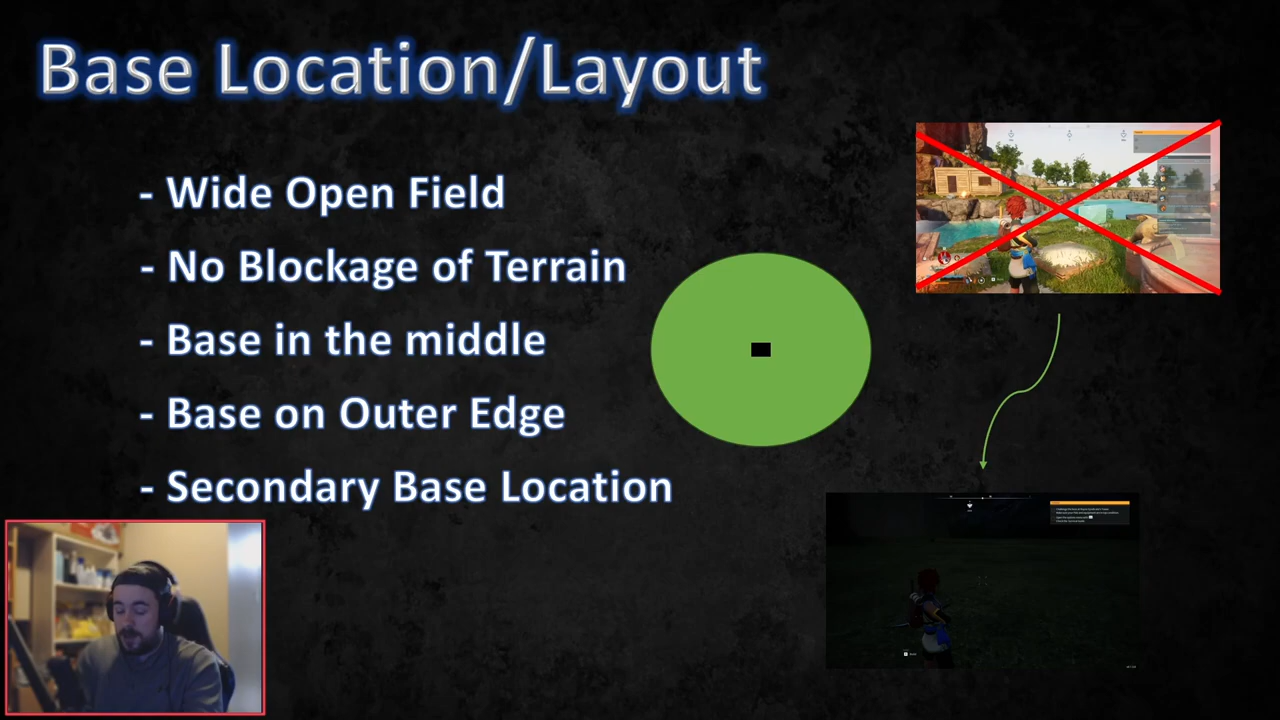 Base Location/Layout
- Wide Open Field
- No Blockage of Terrain
- Base in the middle
- Base on Outer Edge
- Secondary Base Location